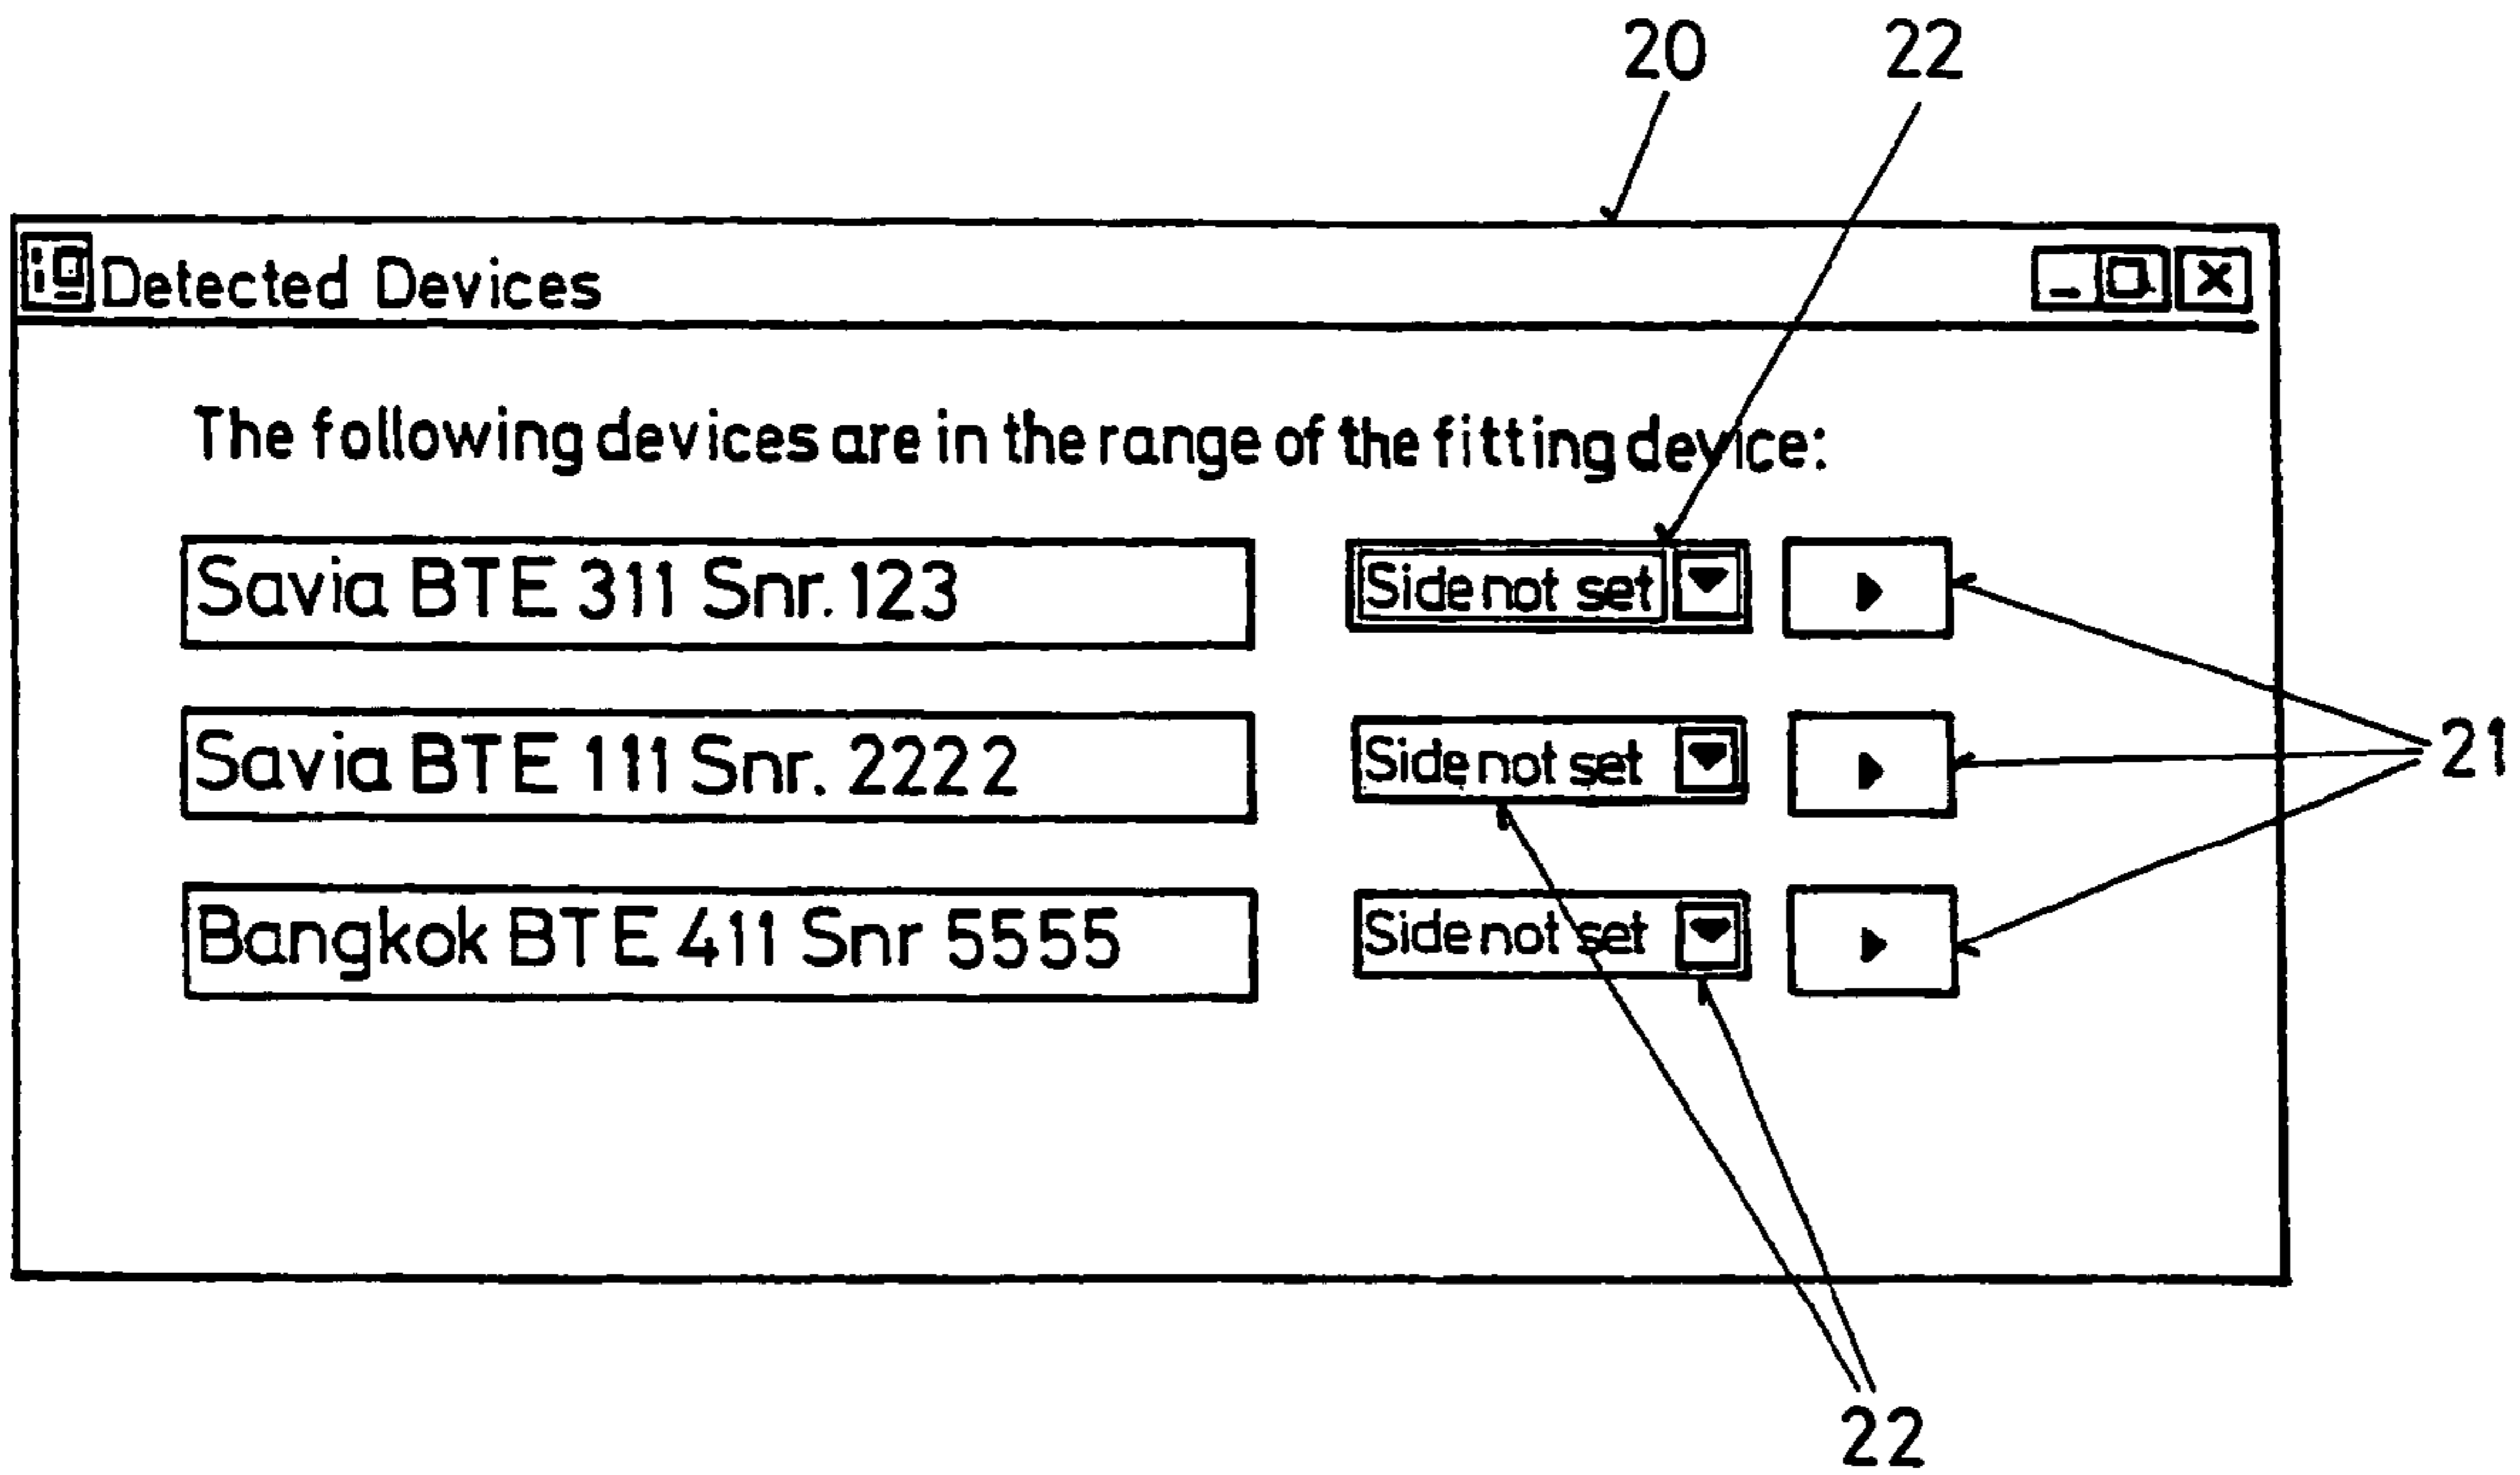 20 22
Detected Devices
The following devices are in the range of the fitting device:
Savia BTE 311 Snr. 123 Side not set
21
Savia BTE 111 Snr. 2222 Side not set
Bangkok BTE 411 Snr 5555 Side not set
22